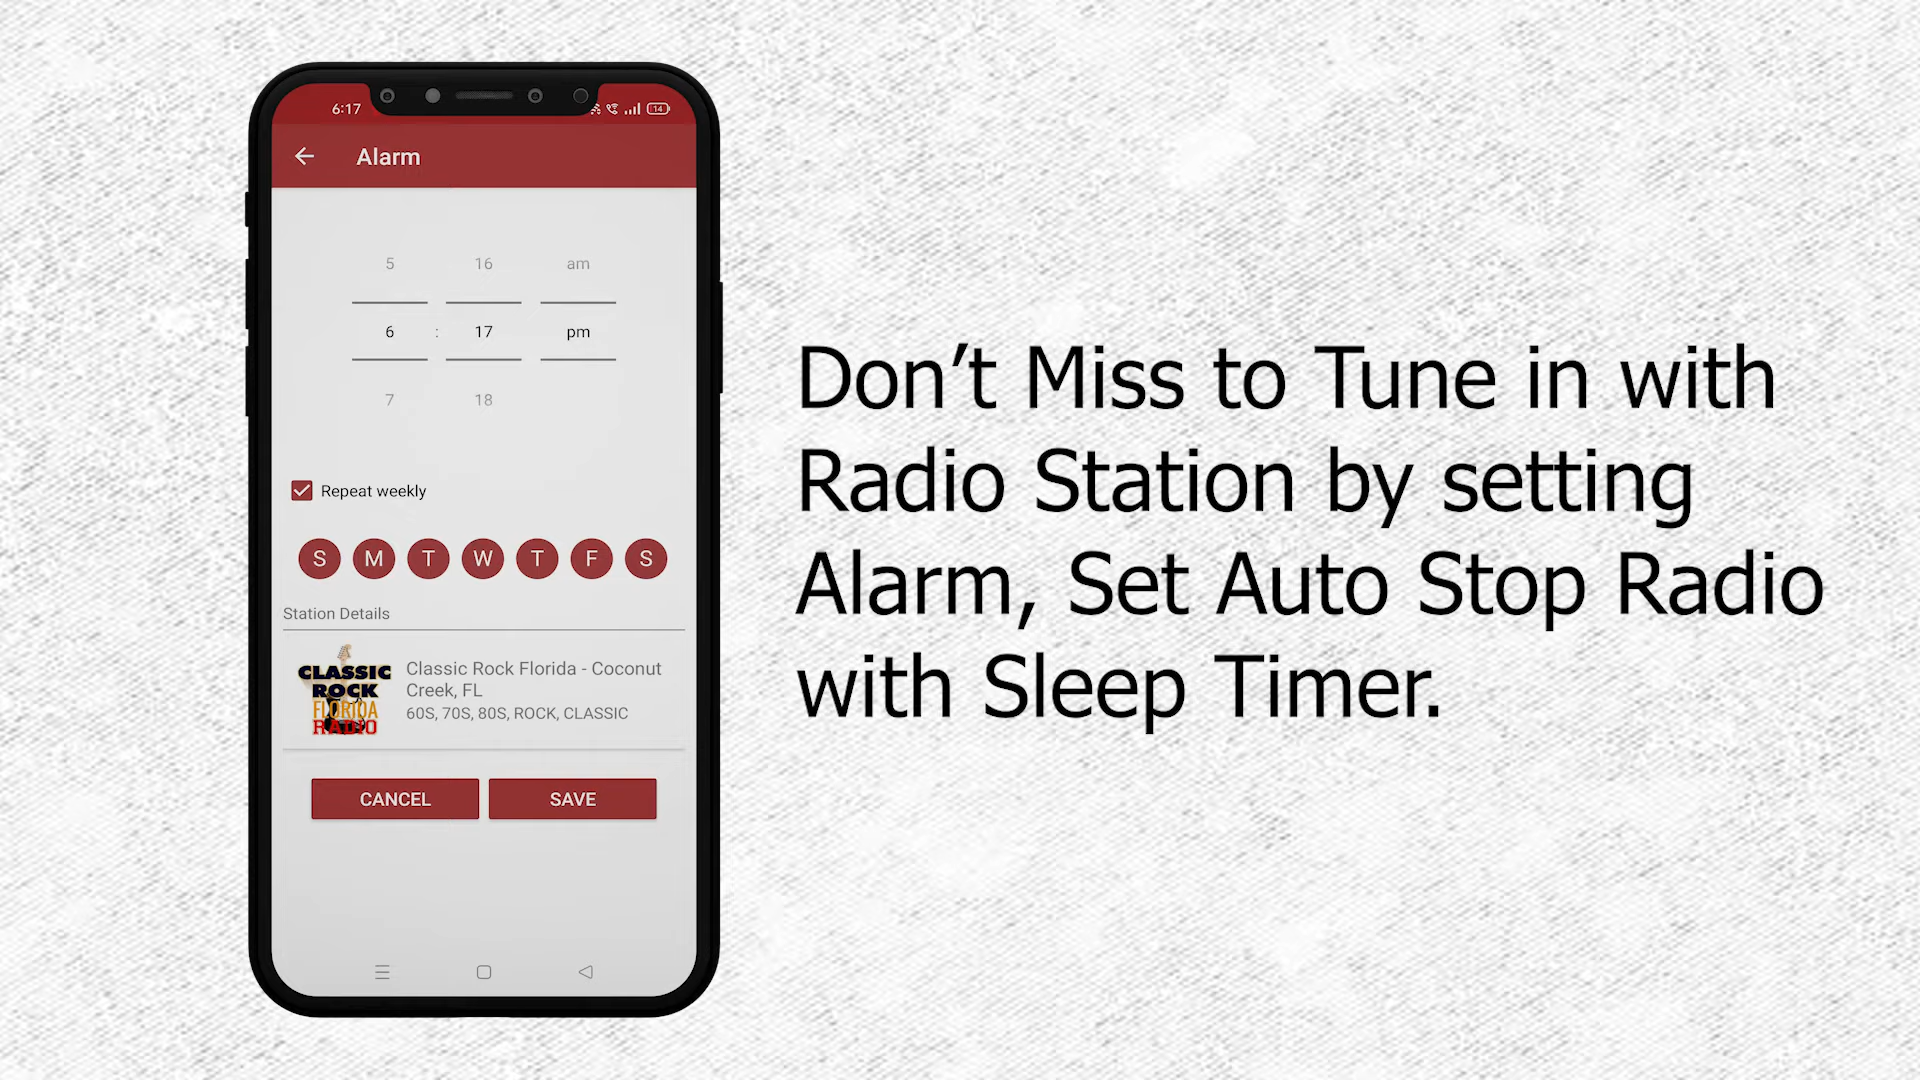 6:17
14
Alarm
5 16 am
6 : 17 pm
7 18
Repeat weekly
S M T W T F S
Station Details
CLASSIC
ROCK
FLORIDA
RADIO
Classic Rock Florida - Coconut
Creek, FL
60S, 70S, 80S, ROCK, CLASSIC
CANCEL SAVE
Don’t Miss to Tune in with
Radio Station by setting
Alarm, Set Auto Stop Radio
with Sleep Timer.